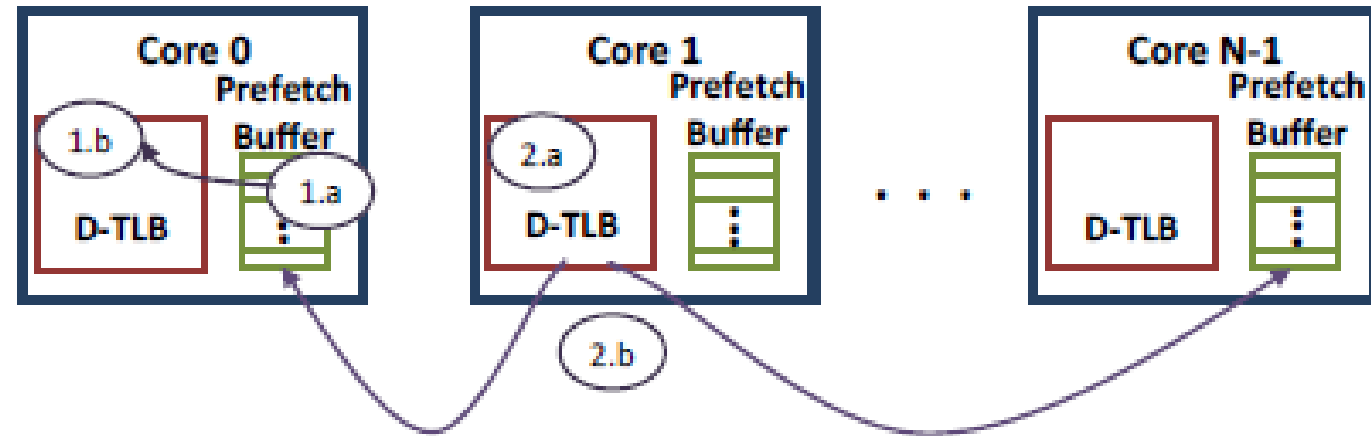 Core 0
Prefetch
Buffer
1.b
1.a
D-TLB
Core 1
Prefetch
Buffer
2.a
D-TLB
2.b
. . .
Core N-1
Prefetch
Buffer
D-TLB